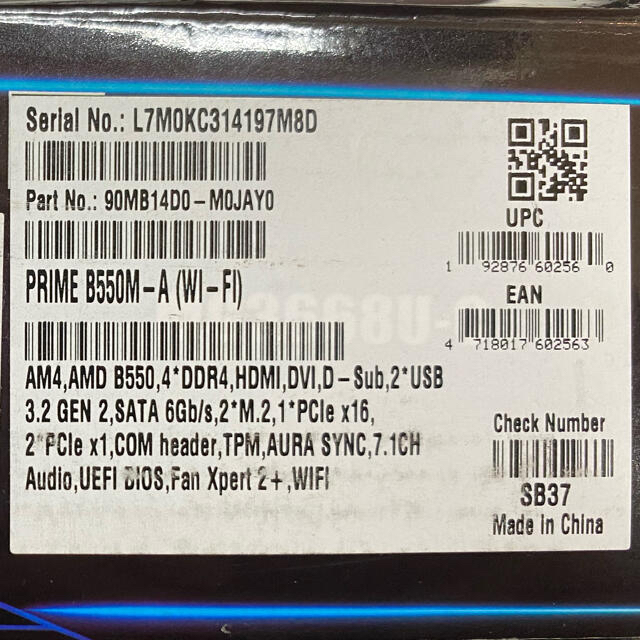 Serial No.: L7M0KC314197M8D
Part No.: 90MB14D0-M0JAY0
UPC
1 92876 60256 0
PRIME B550M-A (WI-FI)
EAN
4 718017 602563
AM4,AMD B550,4*DDR4,HDMI,DVI,D-Sub,2*USB
3.2 GEN 2,SATA 6Gb/s,2*M.2,1*PCIe x16,
2*PCIe x1,COM header,TPM,AURA SYNC,7.1CH
Audio,UEFI BIOS,Fan Xpert 2+,WIFI
Check Number
SB37
Made in China